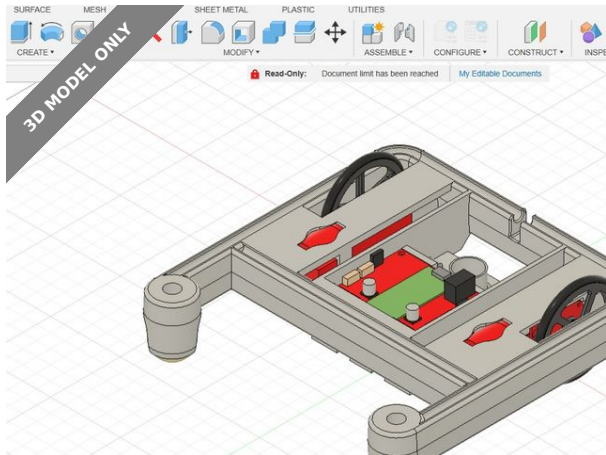 SURFACE MESH SHEET METAL PLASTIC UTILITIES
CREATE ▾ MODIFY ▾ ASSEMBLE ▾ CONFIGURE ▾ CONSTRUCT ▾ INSPE
Read-Only: Document limit has been reached My Editable Documents
3D MODEL ONLY